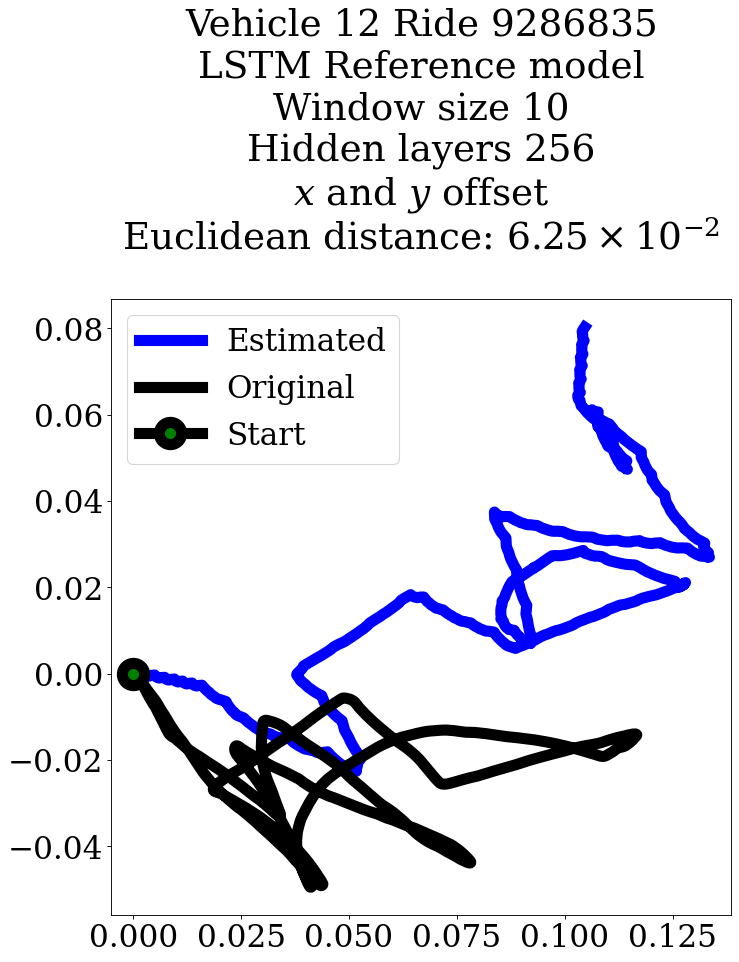 Vehicle 12 Ride 9286835
LSTM Reference model
Window size 10
Hidden layers 256
x and y offset
Euclidean distance: 6.25 × 10⁻²
Estimated
Original
Start
0.08
0.06
0.04
0.02
0.00
−0.02
−0.04
0.000 0.025 0.050 0.075 0.100 0.125